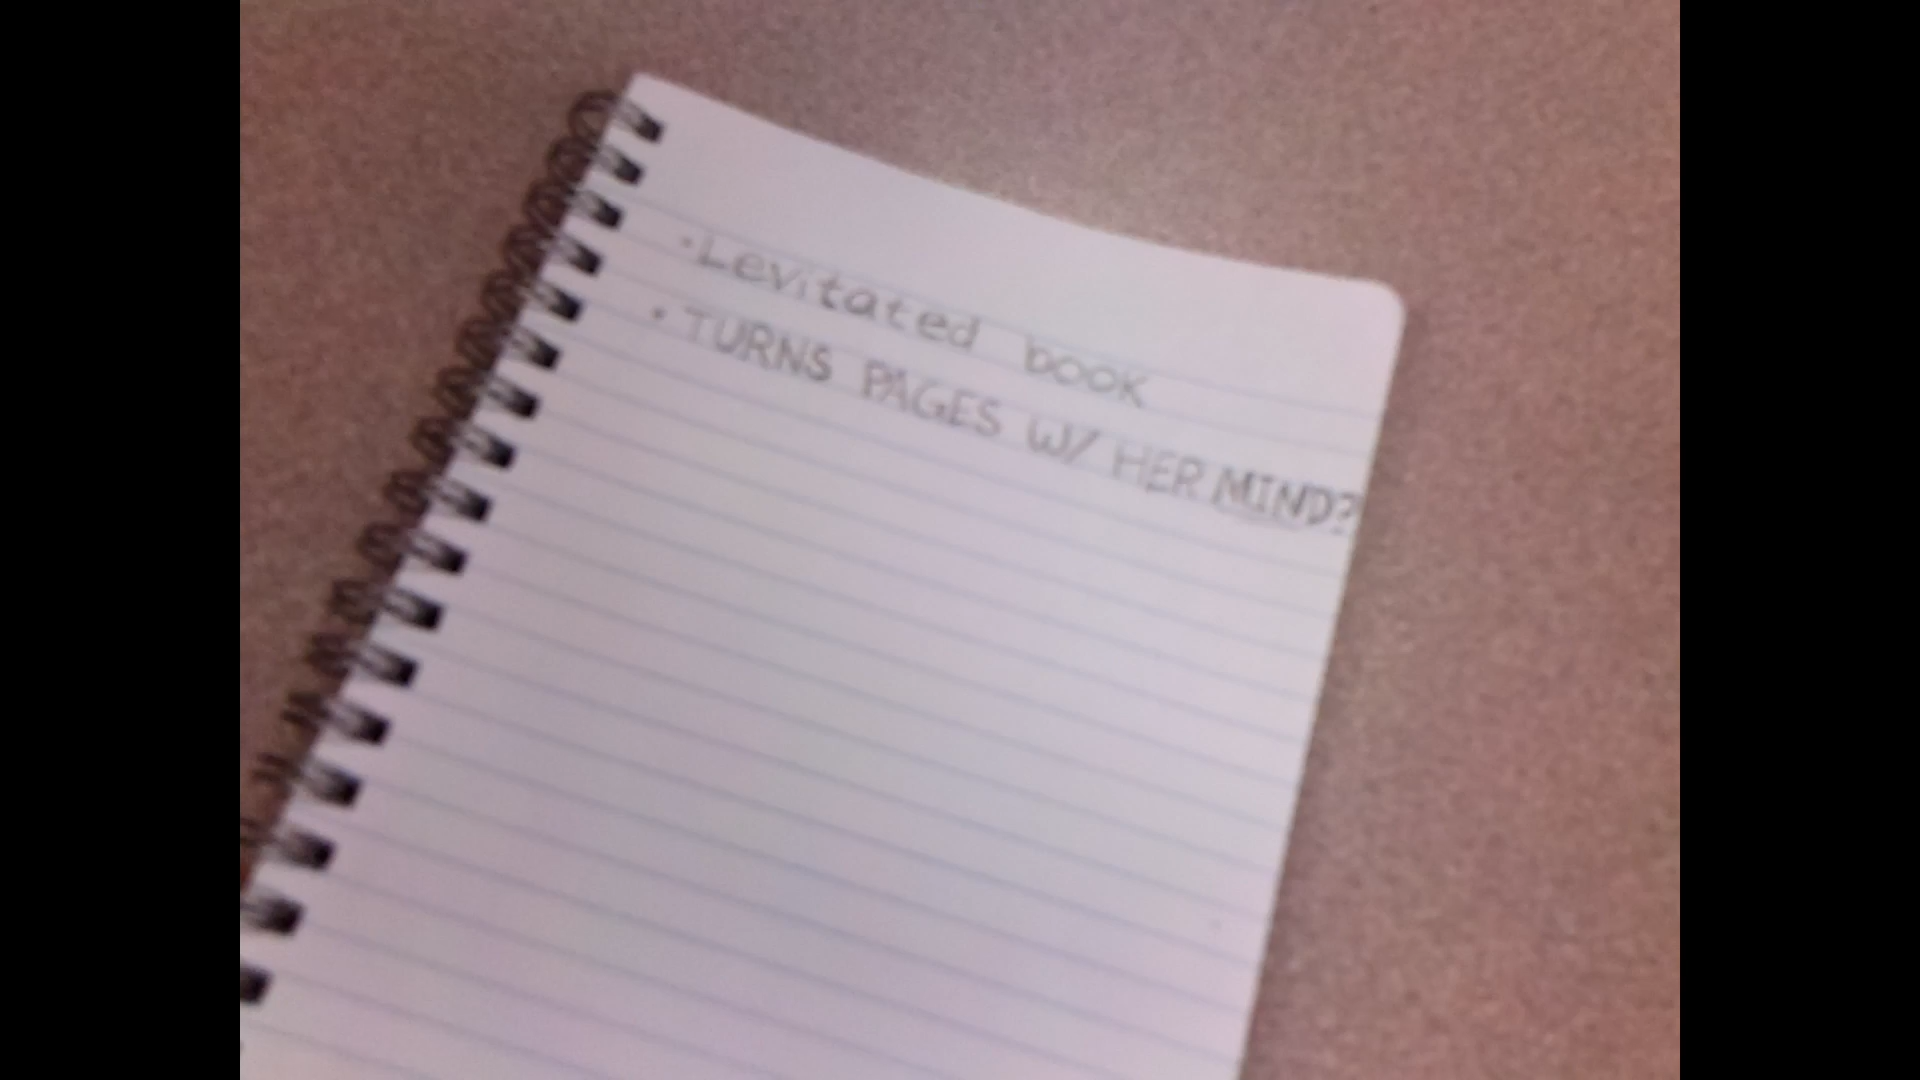 • Levitated book
• TURNS PAGES W/ HER MIND?